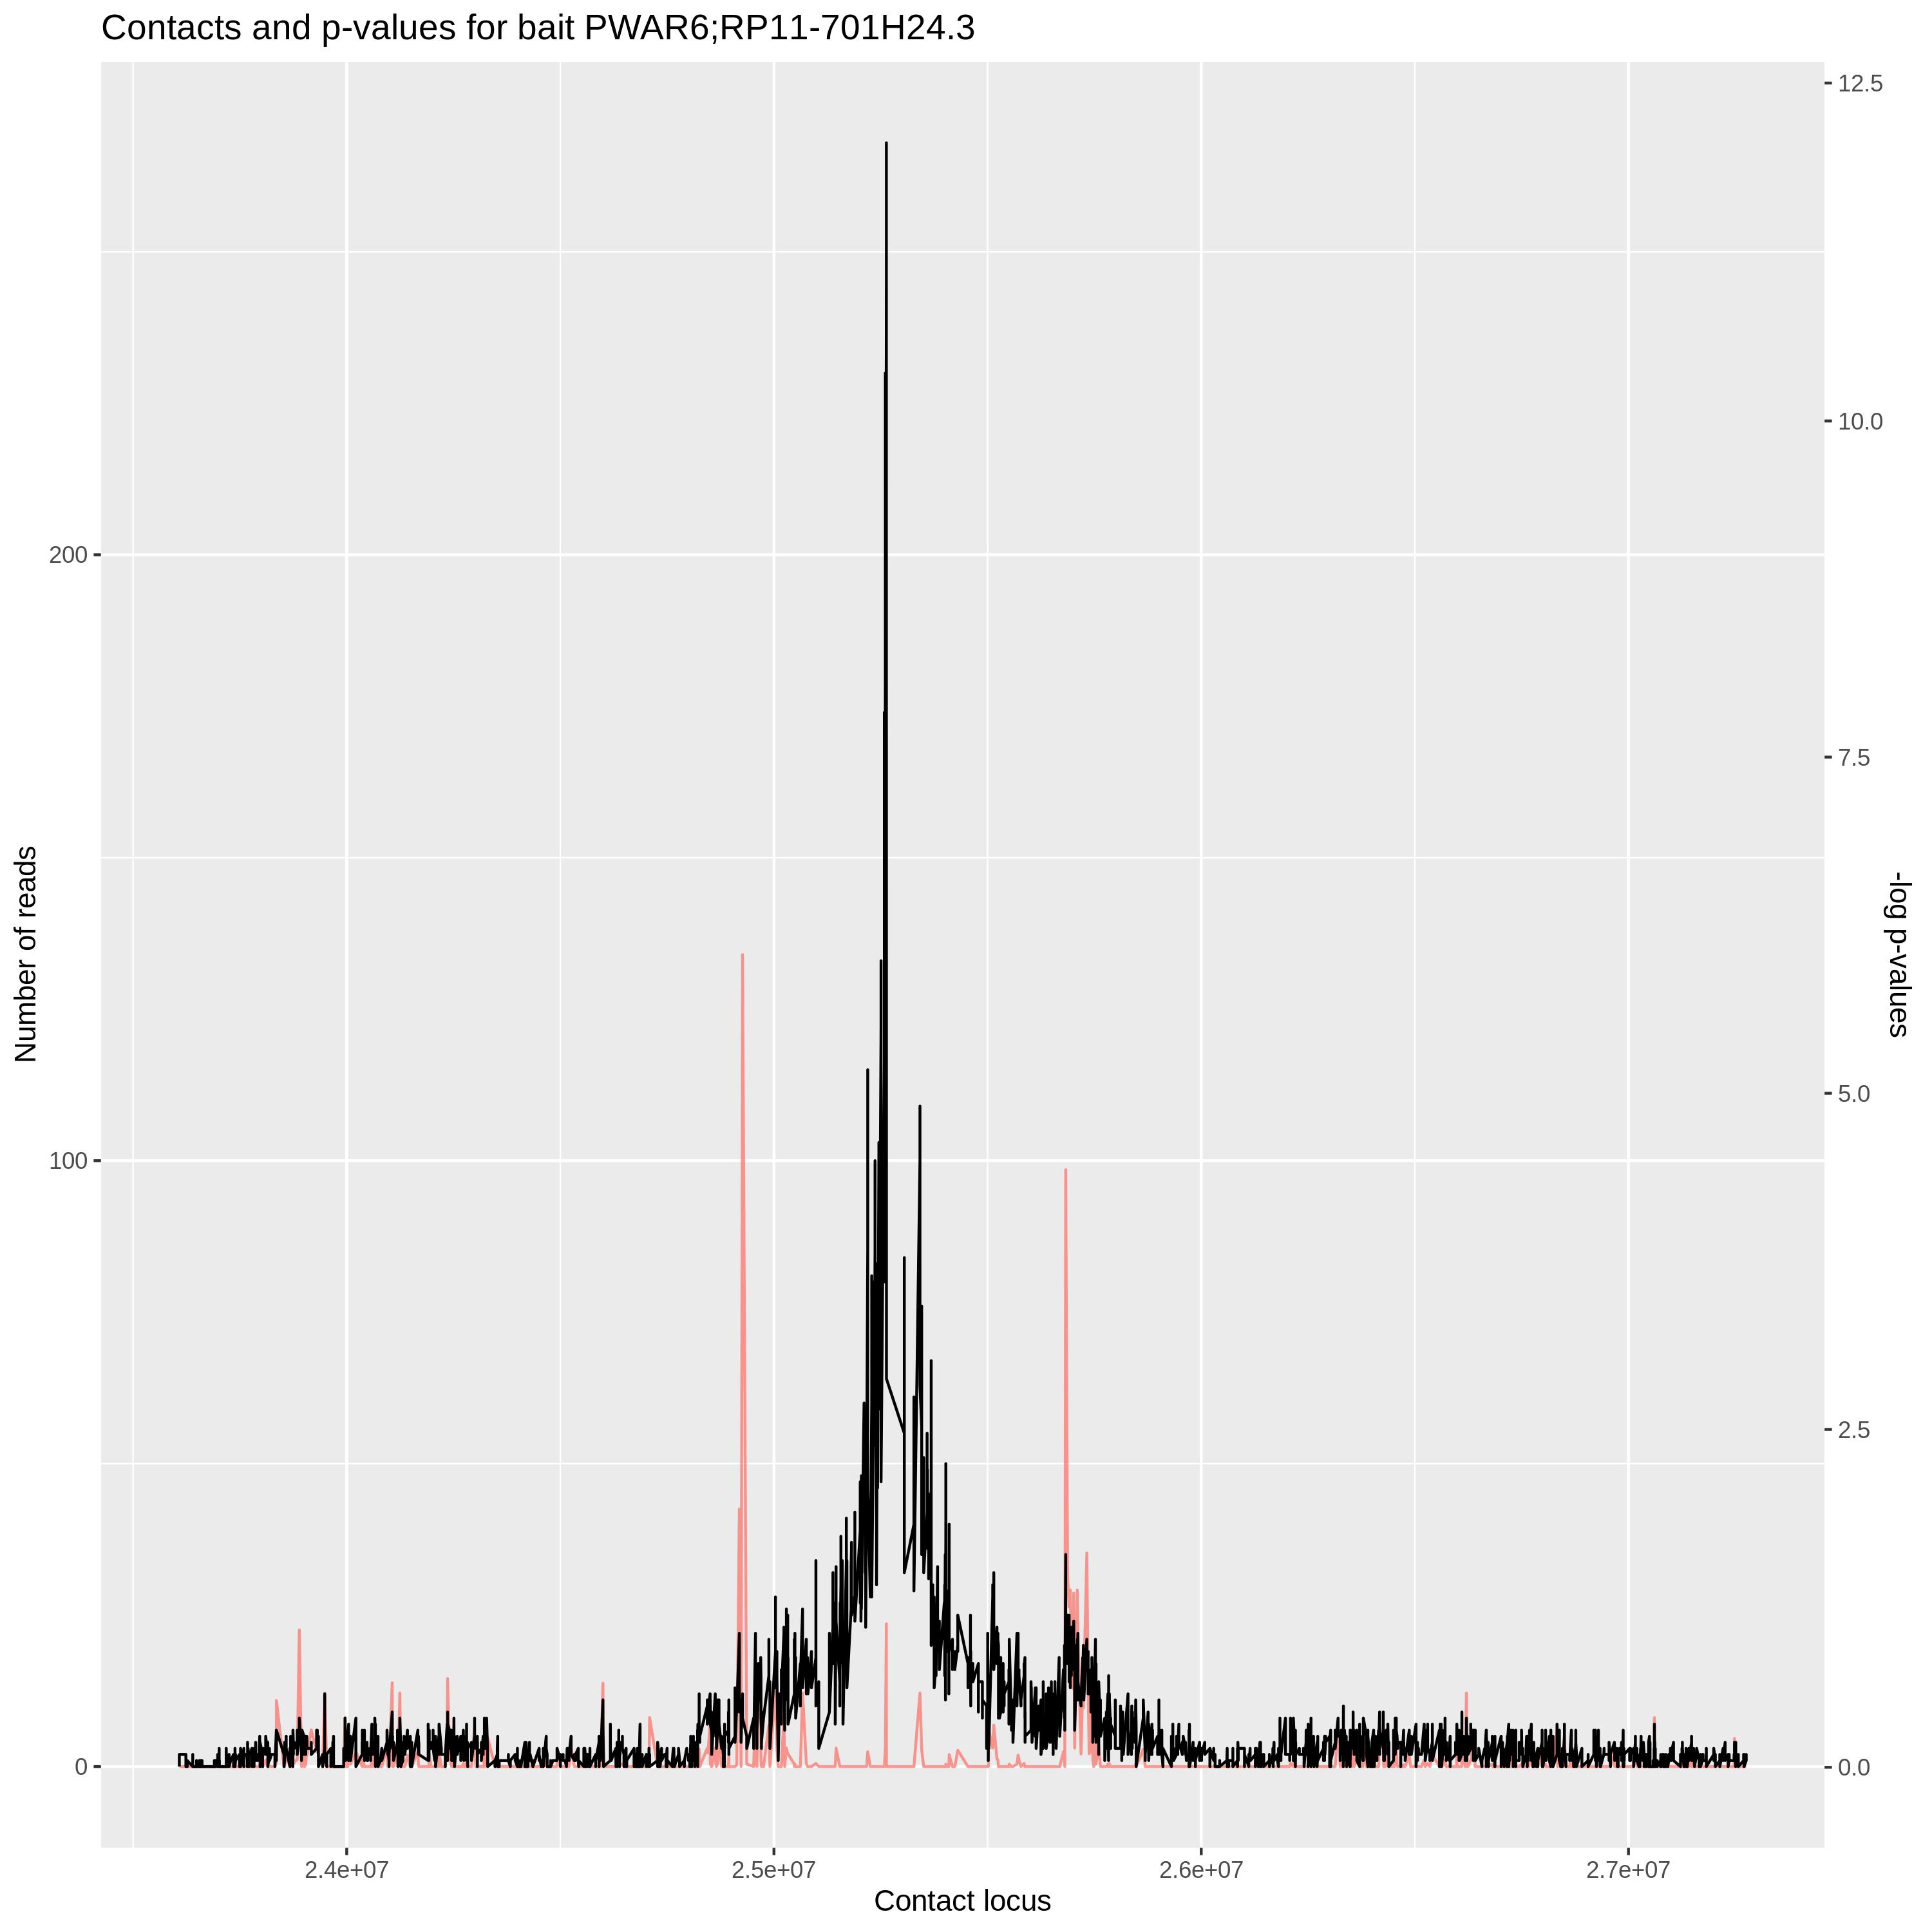 Contacts and p-values for bait PWAR6;RP11-701H24.3
12.5
10.0
200
7.5
Number of reads
-log p-values
5.0
100
2.5
0
0.0
2.4e+07
2.5e+07
2.6e+07
2.7e+07
Contact locus